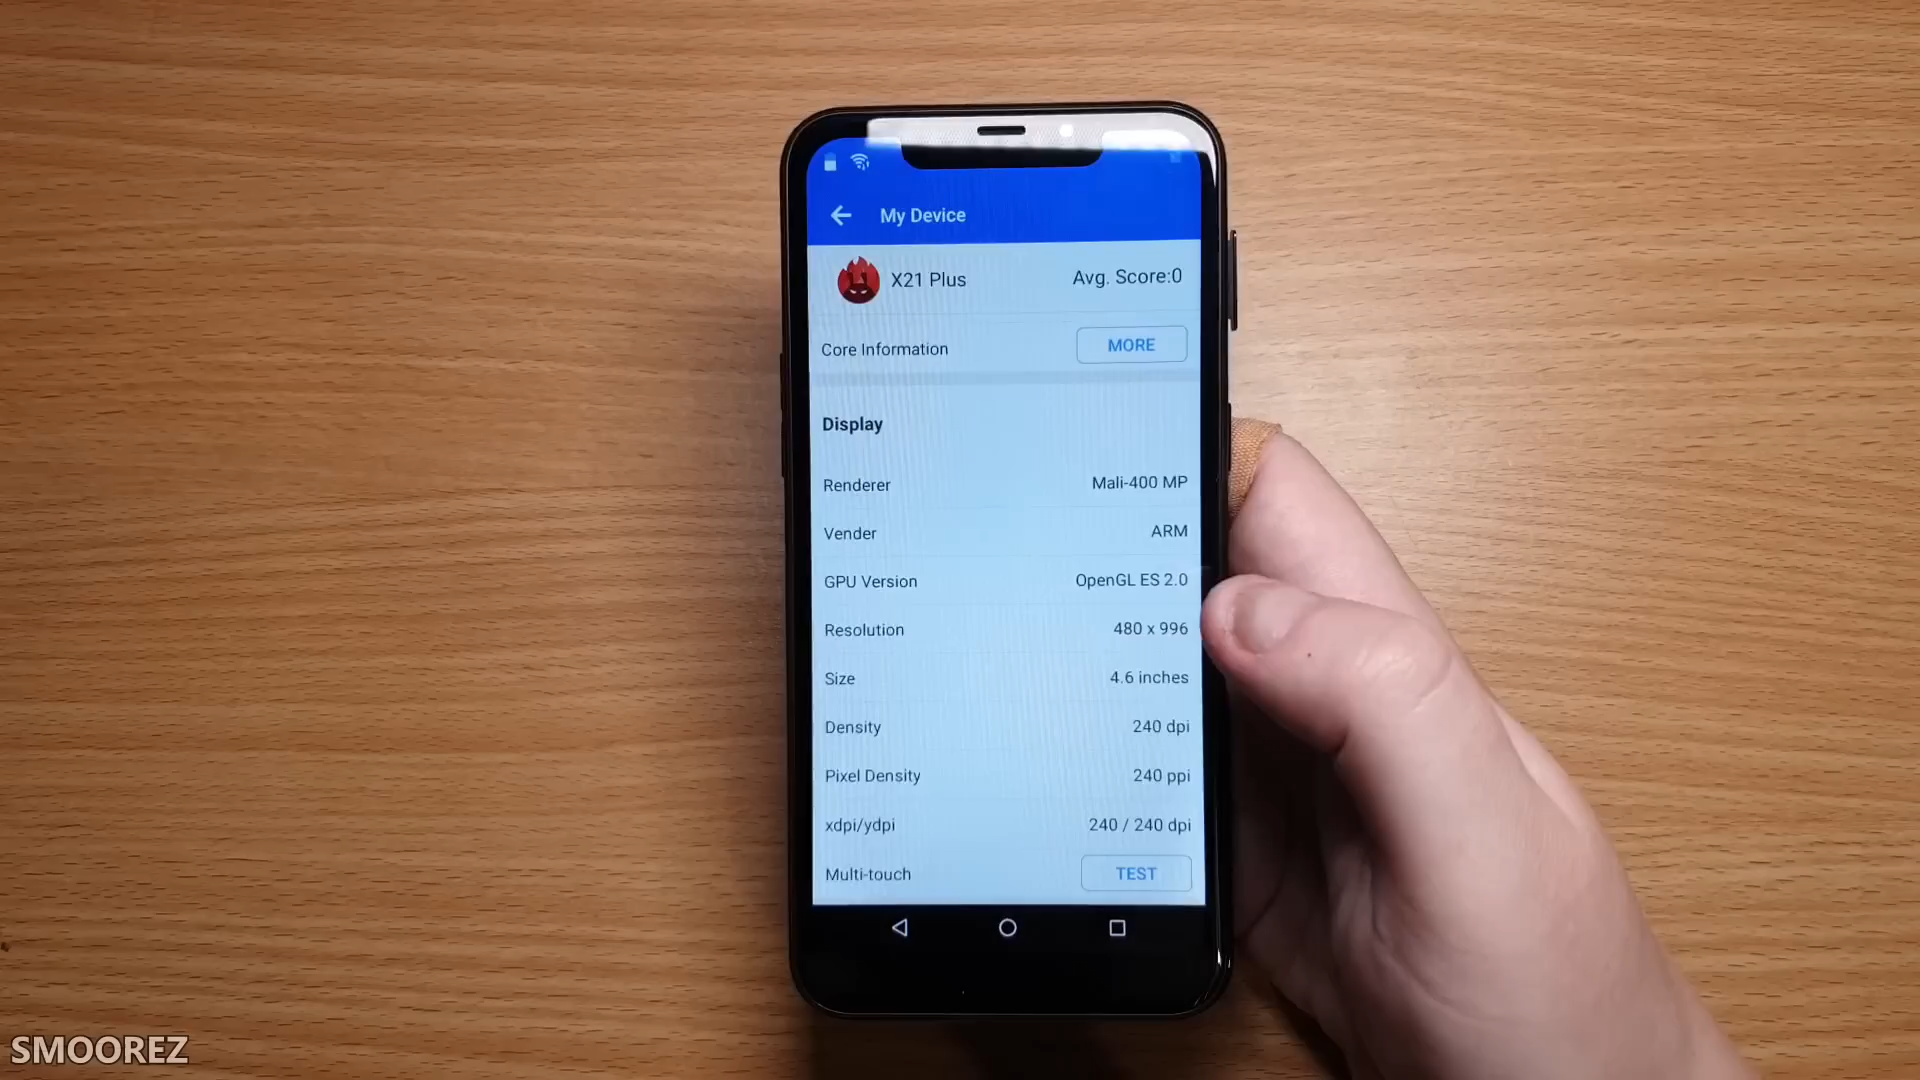 My Device
X21 Plus Avg. Score:0
Core Information MORE
Display
Renderer Mali-400 MP
Vender ARM
GPU Version OpenGL ES 2.0
Resolution 480 x 996
Size 4.6 inches
Density 240 dpi
Pixel Density 240 ppi
xdpi/ydpi 240 / 240 dpi
Multi-touch TEST
SMOOREZ